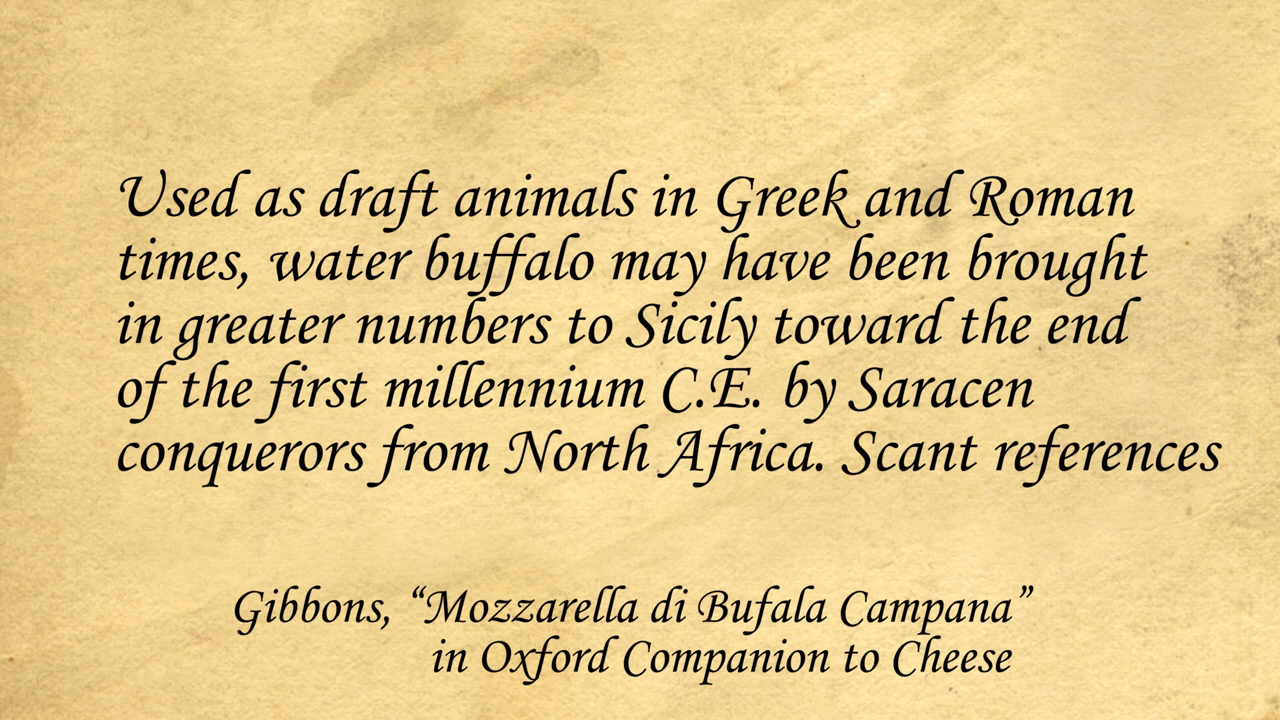 Used as draft animals in Greek and Roman
times, water buffalo may have been brought
in greater numbers to Sicily toward the end
of the first millennium C.E. by Saracen
conquerors from North Africa. Scant references
Gibbons, “Mozzarella di Bufala Campana”
in Oxford Companion to Cheese